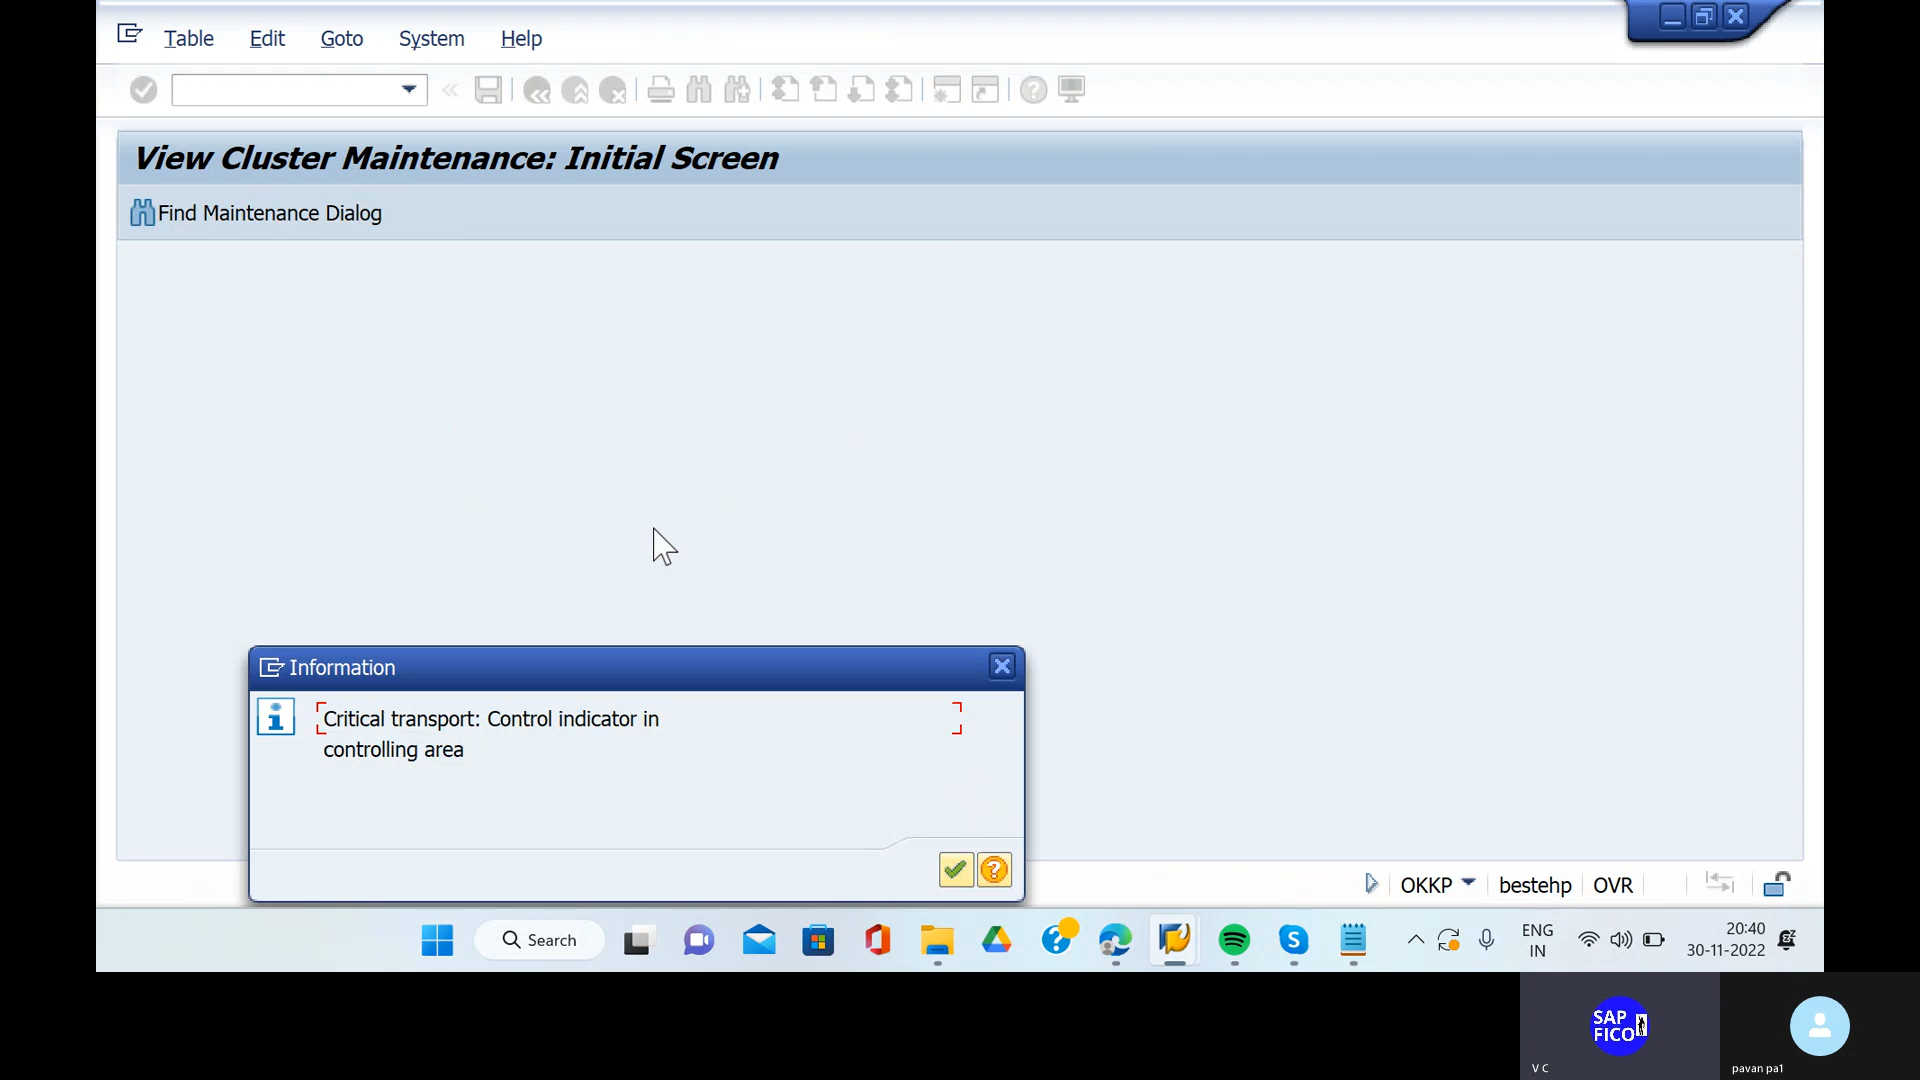 Table Edit Goto System Help
View Cluster Maintenance: Initial Screen
Find Maintenance Dialog
Information
Critical transport: Control indicator in
controlling area
OKKP bestehp OVR
Search
ENG
IN
20:40
30-11-2022
SAP
FICO
V C
pavan pa1